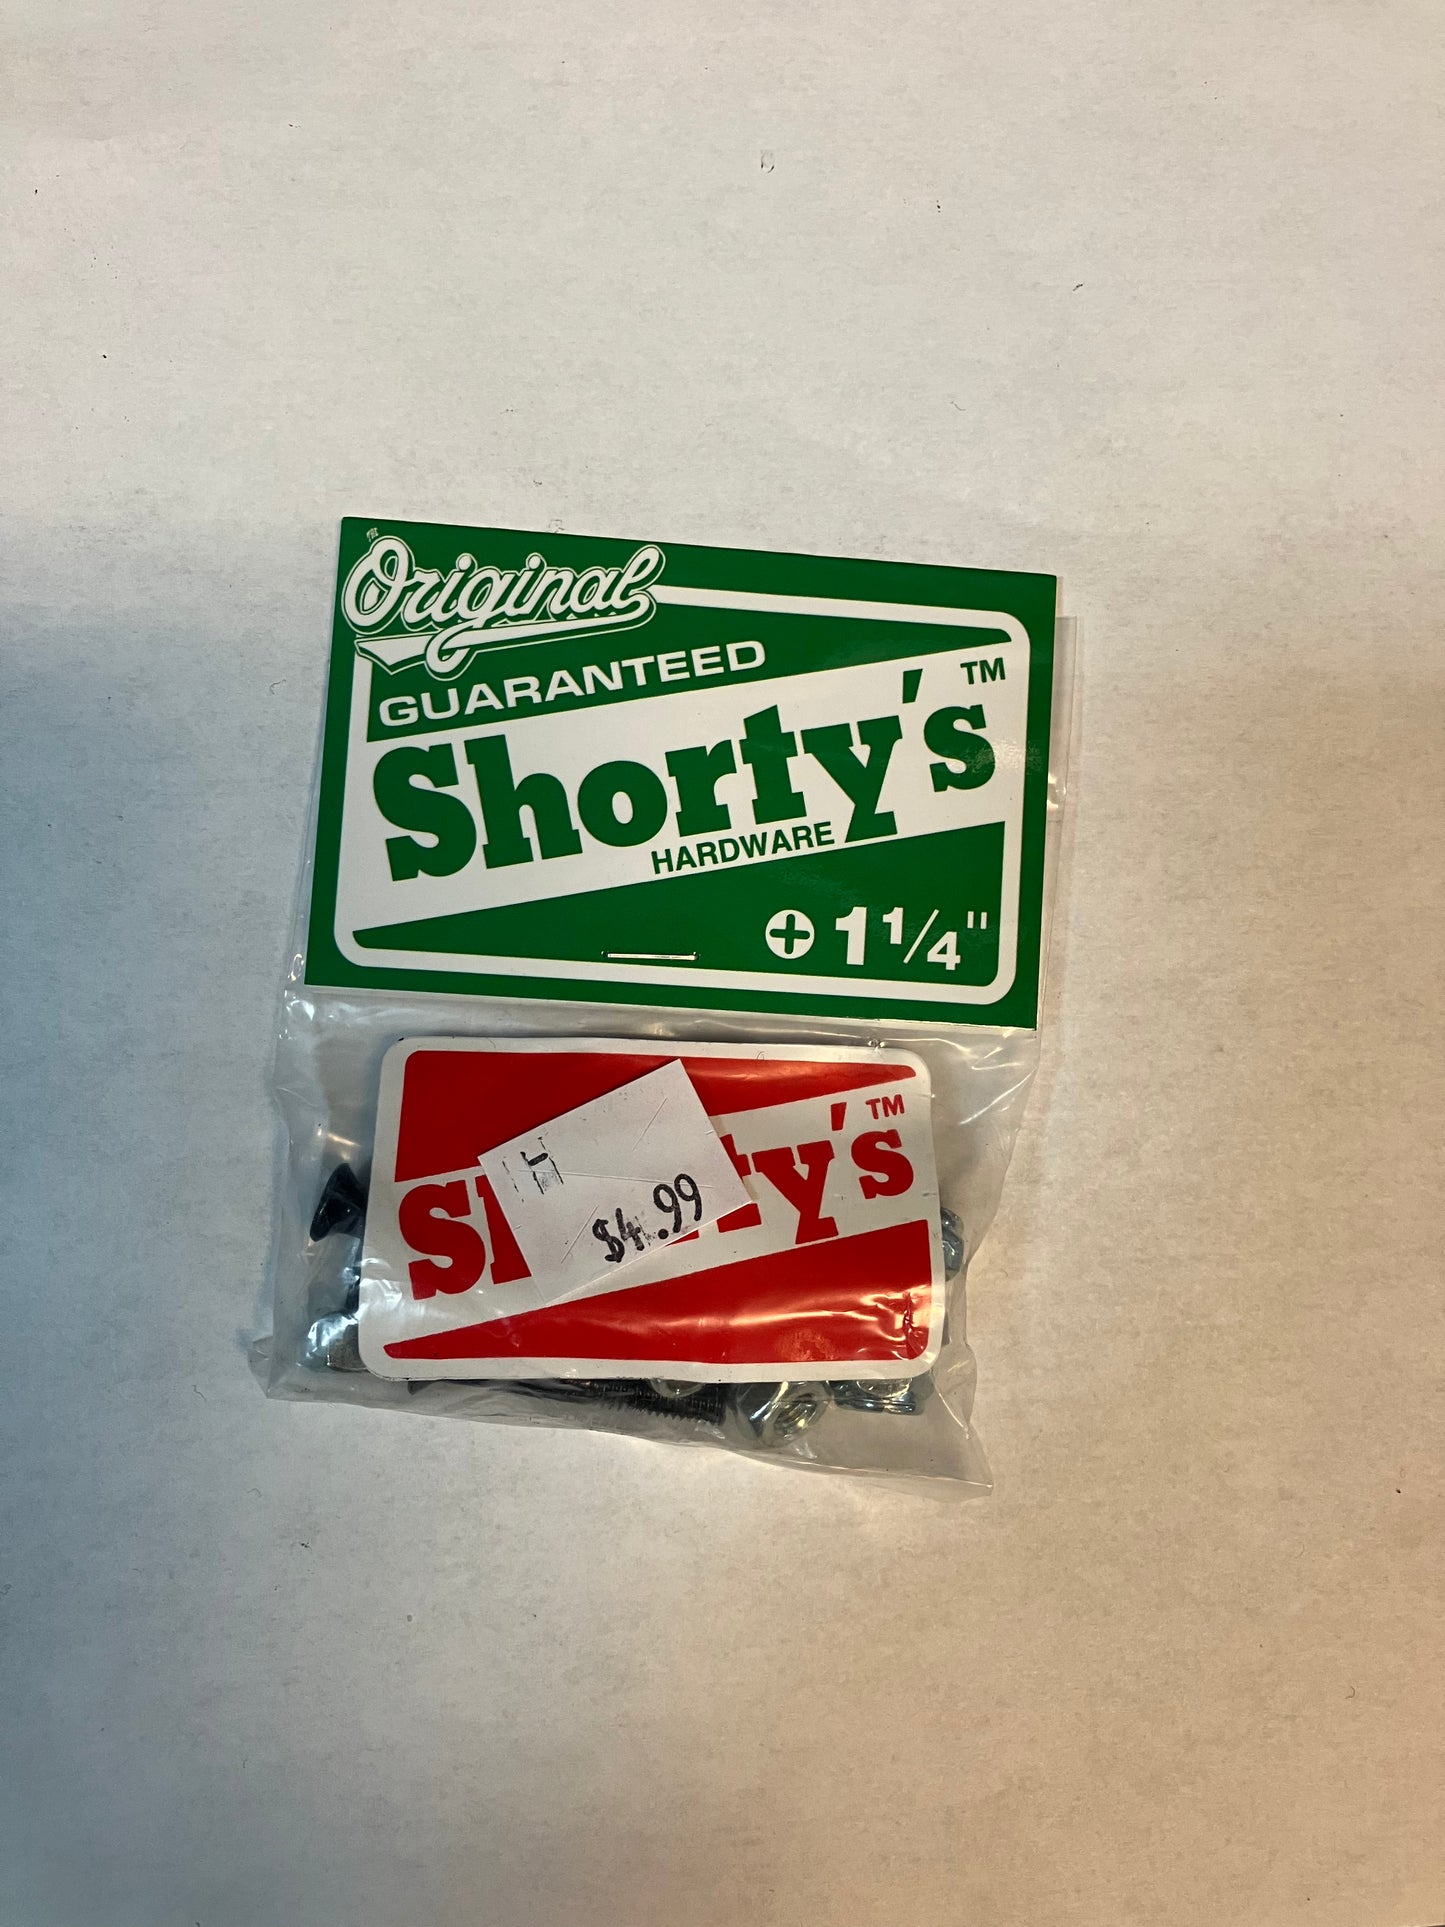 THE
Original
GUARANTEED
Shorty's TM
HARDWARE
1 1/4"
TM
$4.99